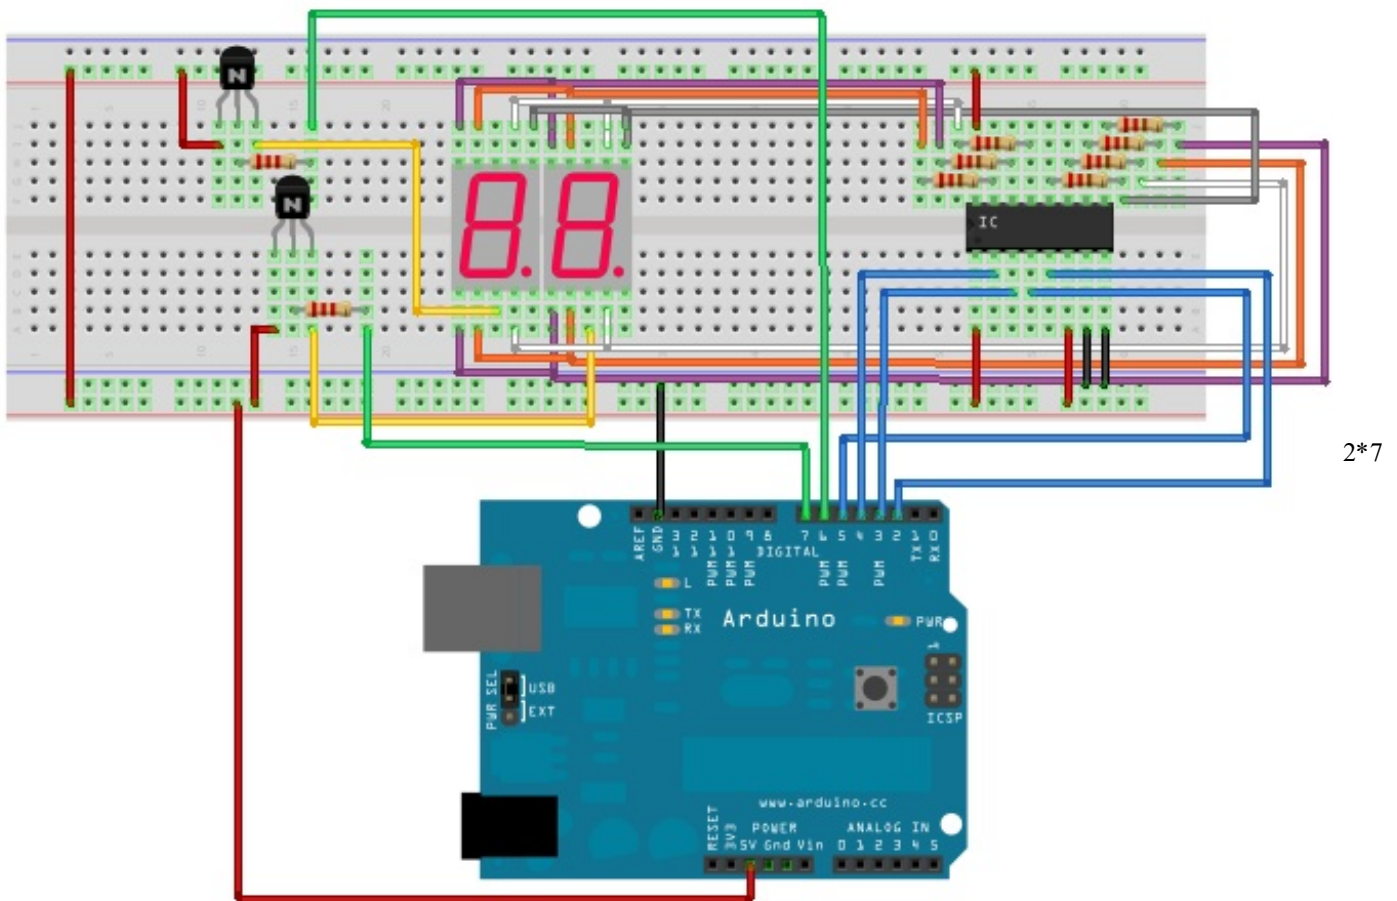 N
N
IC
2*7
AREF
GND
13
12
11 PWM
10 PWM
9 PWM
8
DIGITAL
7
6 PWM
5 PWM
4
3 PWM
2
TX 1
RX 0
L
TX
RX
Arduino
PWR
1
ICSP
PWR SEL
USB
EXT
www.arduino.cc
POWER
ANALOG IN
RESET
3V3
5V Gnd Vin 0 1 2 3 4 5